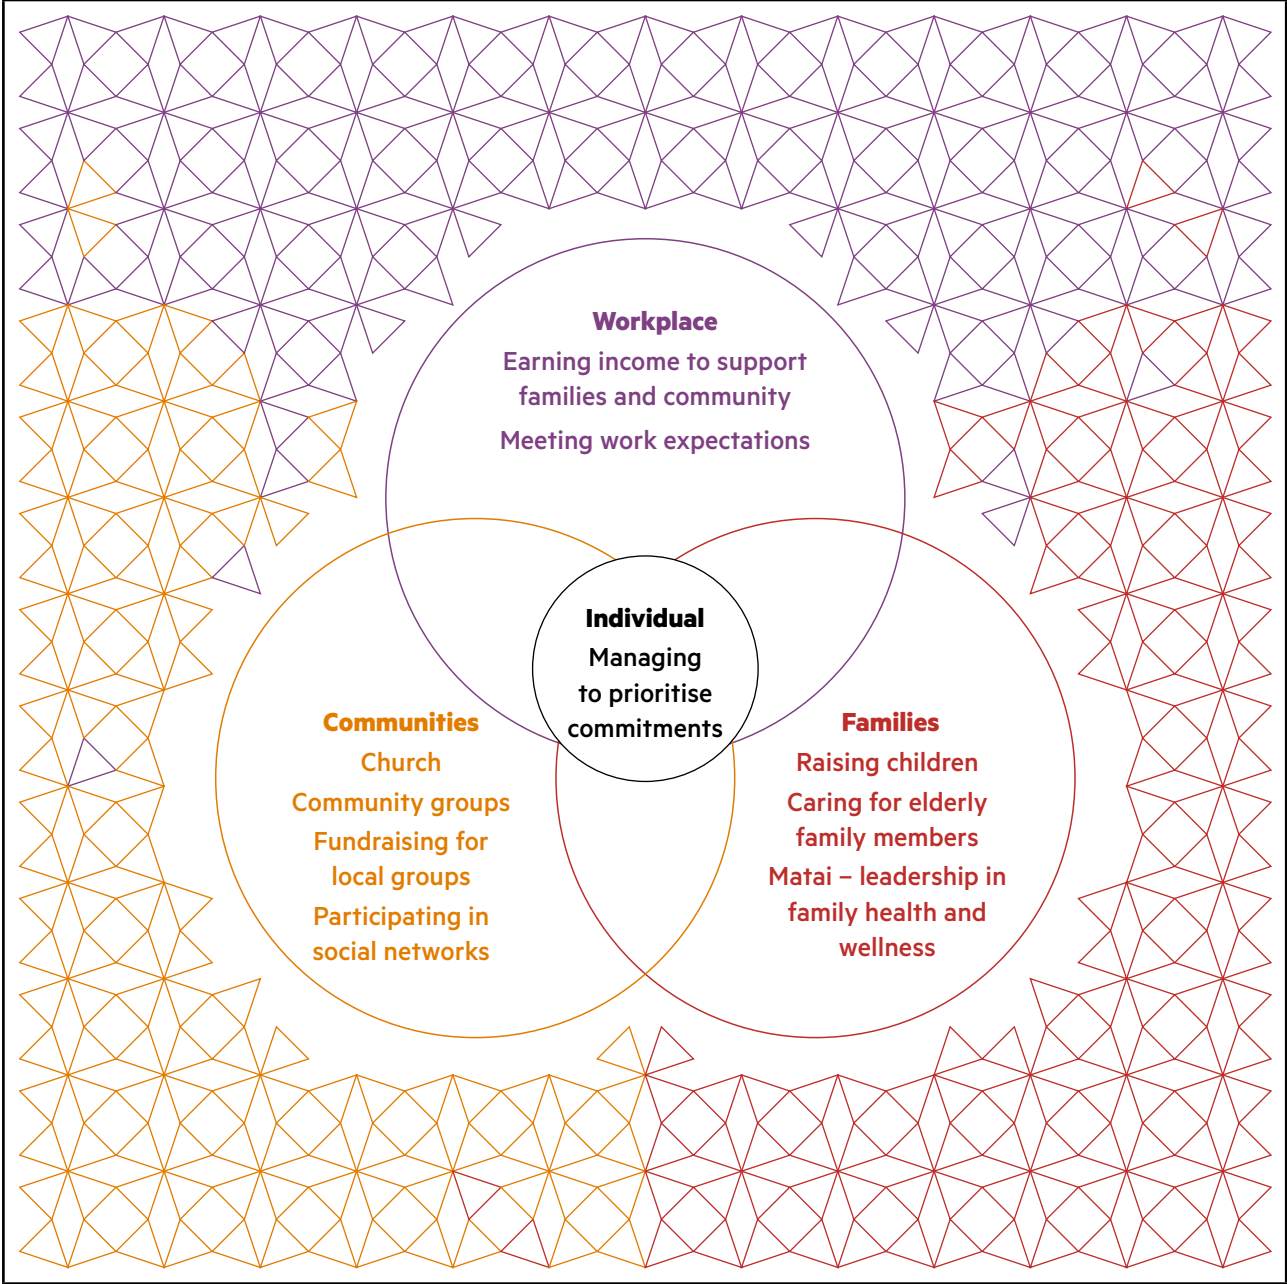 Workplace
Earning income to support
families and community
Meeting work expectations
Individual
Managing
to prioritise
commitments
Communities
Church
Community groups
Fundraising for
local groups
Participating in
social networks
Families
Raising children
Caring for elderly
family members
Matai – leadership in
family health and
wellness